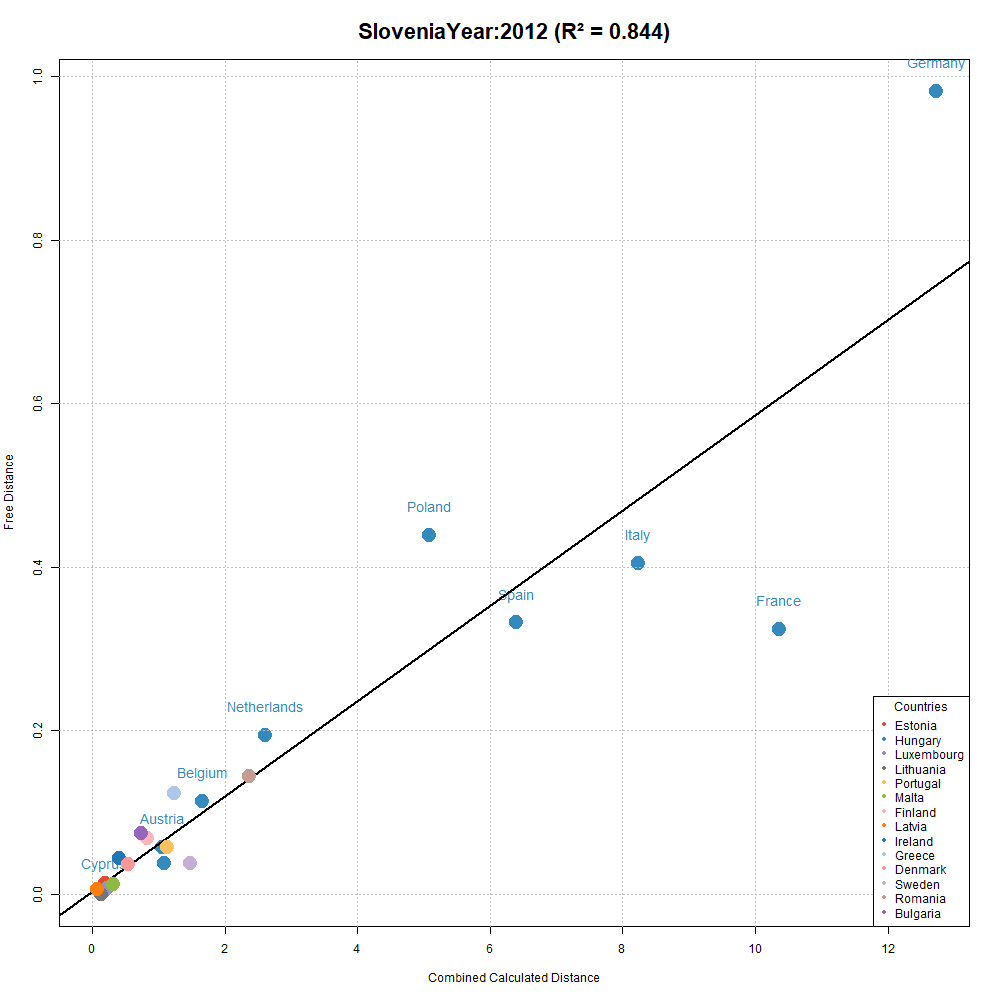 SloveniaYear:2012 (R² = 0.844)
Germany
1.0
0.8
0.6
Poland
Italy
Free Distance
0.4
Spain
France
Netherlands
0.2
Belgium
Austria
Cyprus
0.0
Countries
Estonia
Hungary
Luxembourg
Lithuania
Portugal
Malta
Finland
Latvia
Ireland
Greece
Denmark
Sweden
Romania
Bulgaria
0 2 4 6 8 10 12
Combined Calculated Distance